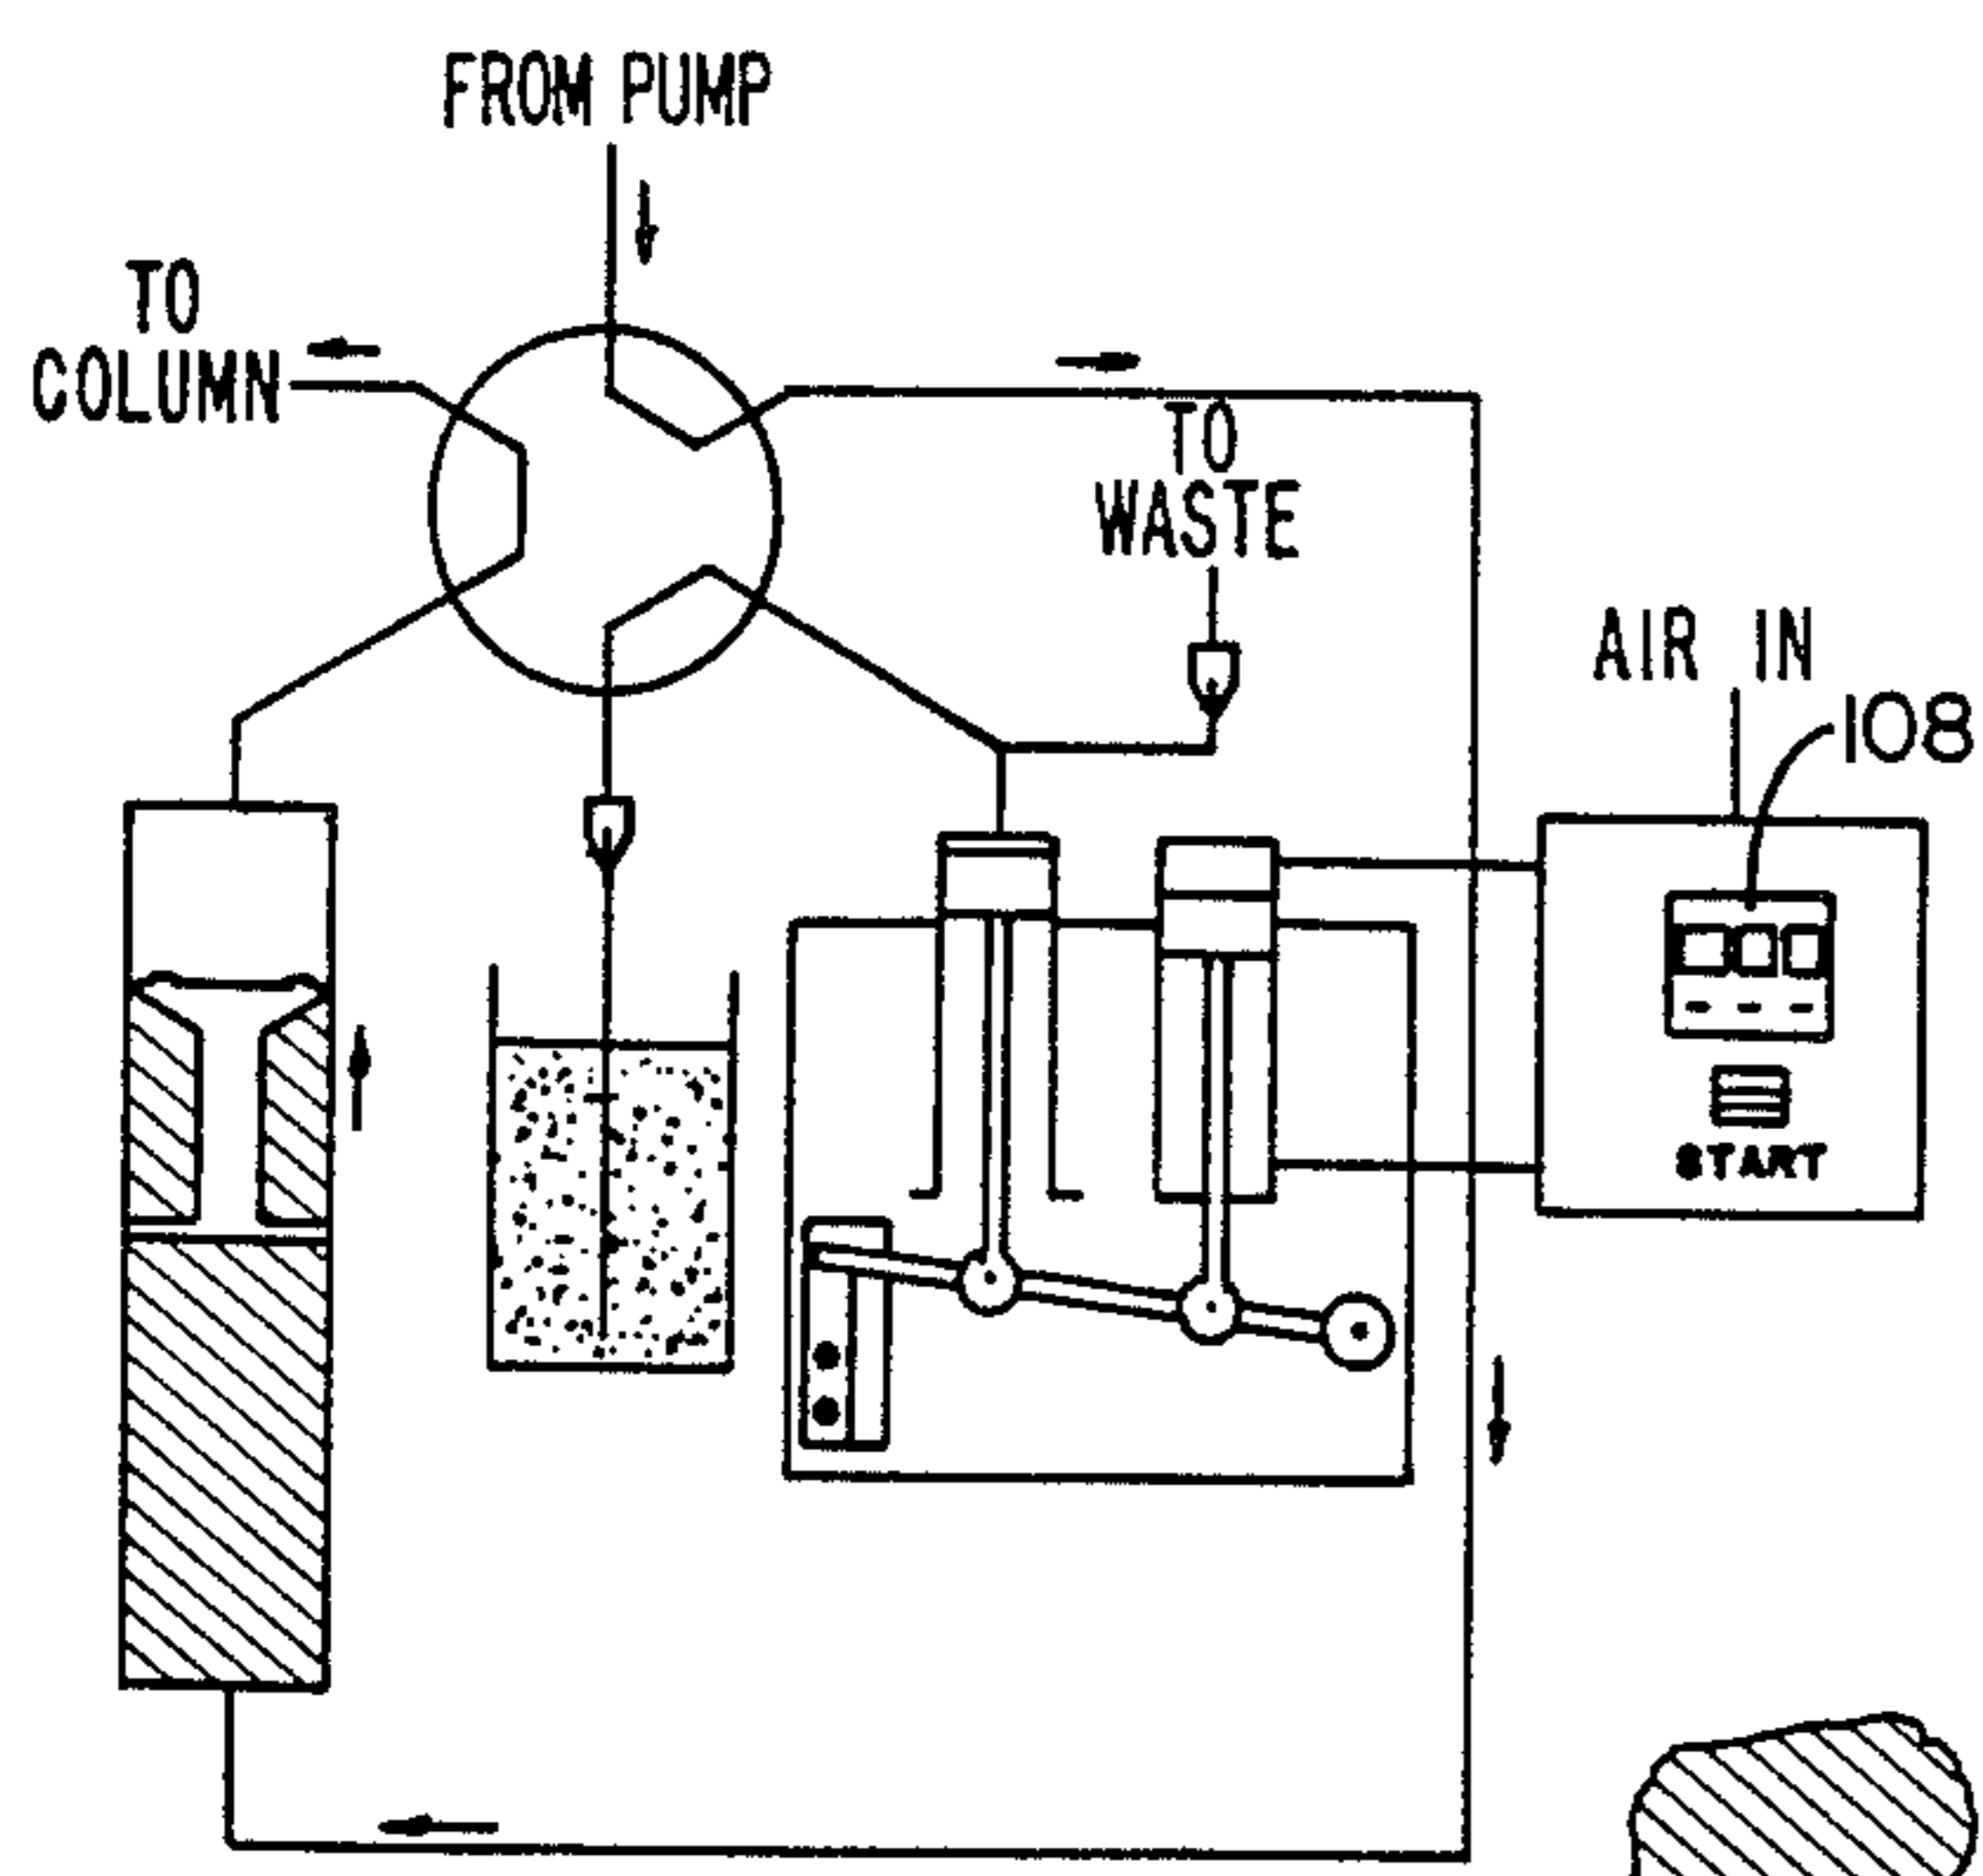 FROM PUMP
TO
COLUMN
TO
WASTE
AIR IN
108
START